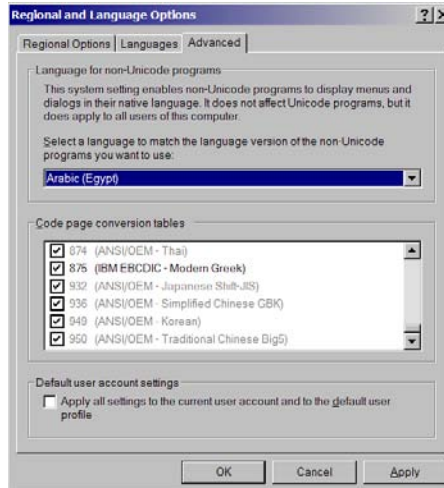 Regional and Language Options
Regional Options Languages Advanced
Language for non-Unicode programs
This system setting enables non-Unicode programs to display menus and
dialogs in their native language. It does not affect Unicode programs, but it
does apply to all users of this computer.
Select a language to match the language version of the non-Unicode
programs you want to use:
Arabic (Egypt)
Code page conversion tables
874 (ANSI/OEM - Thai)
875 (IBM EBCDIC - Modern Greek)
932 (ANSI/OEM - Japanese Shift-JIS)
936 (ANSI/OEM - Simplified Chinese GBK)
949 (ANSI/OEM - Korean)
950 (ANSI/OEM - Traditional Chinese Big5)
Default user account settings
Apply all settings to the current user account and to the default user
profile
OK Cancel Apply